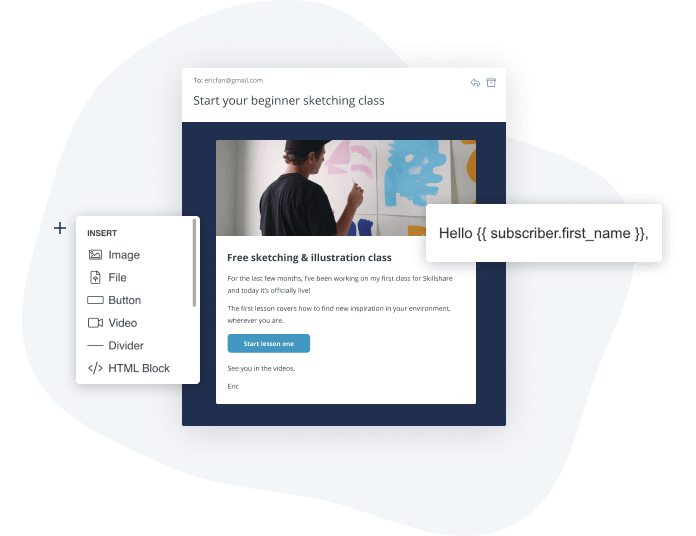 To: ericfan@gmail.com
Start your beginner sketching class
Hello {{ subscriber.first_name }},
INSERT
Image
File
Button
Video
Divider
HTML Block
Free sketching & illustration class
For the last few months, I've been working on my first class for Skillshare
and today it's officially live!
The first lesson covers how to find new inspiration in your environment,
wherever you are.
Start lesson one
See you in the videos,
Eric